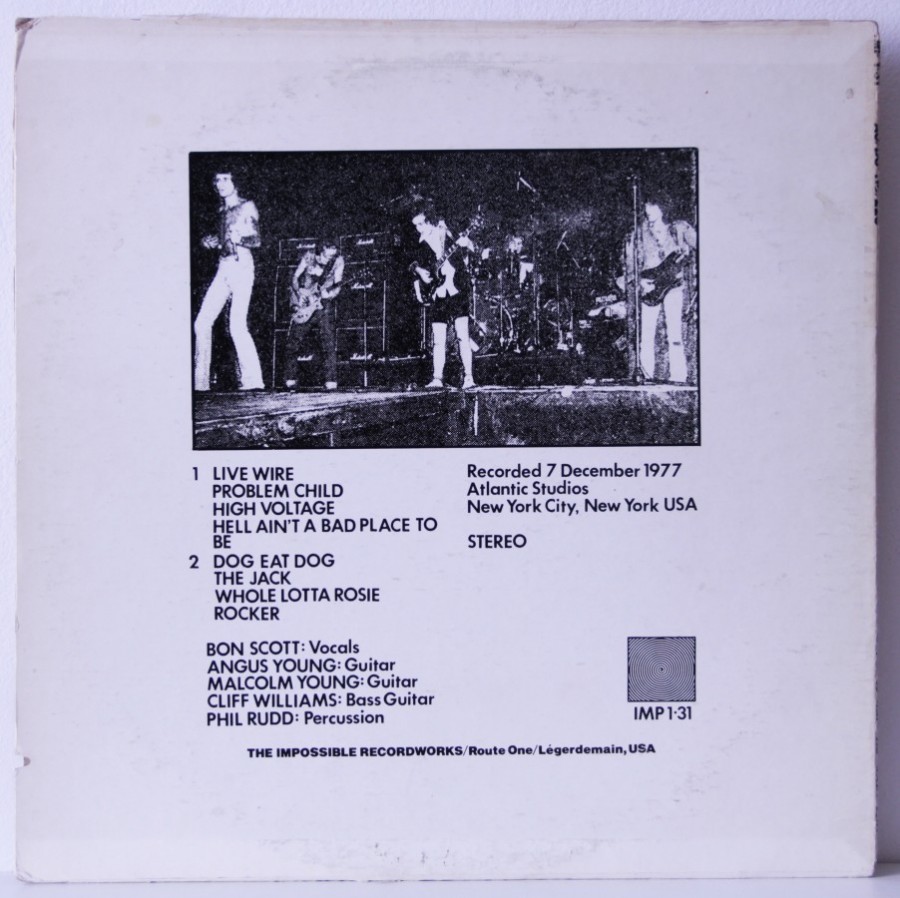 1 LIVE WIRE
PROBLEM CHILD
HIGH VOLTAGE
HELL AIN'T A BAD PLACE TO
BE
2 DOG EAT DOG
THE JACK
WHOLE LOTTA ROSIE
ROCKER
Recorded 7 December 1977
Atlantic Studios
New York City, New York USA
STEREO
BON SCOTT: Vocals
ANGUS YOUNG: Guitar
MALCOLM YOUNG: Guitar
CLIFF WILLIAMS: Bass Guitar
PHIL RUDD: Percussion
IMP 1·31
THE IMPOSSIBLE RECORDWORKS/Route One/Légerdemain, USA